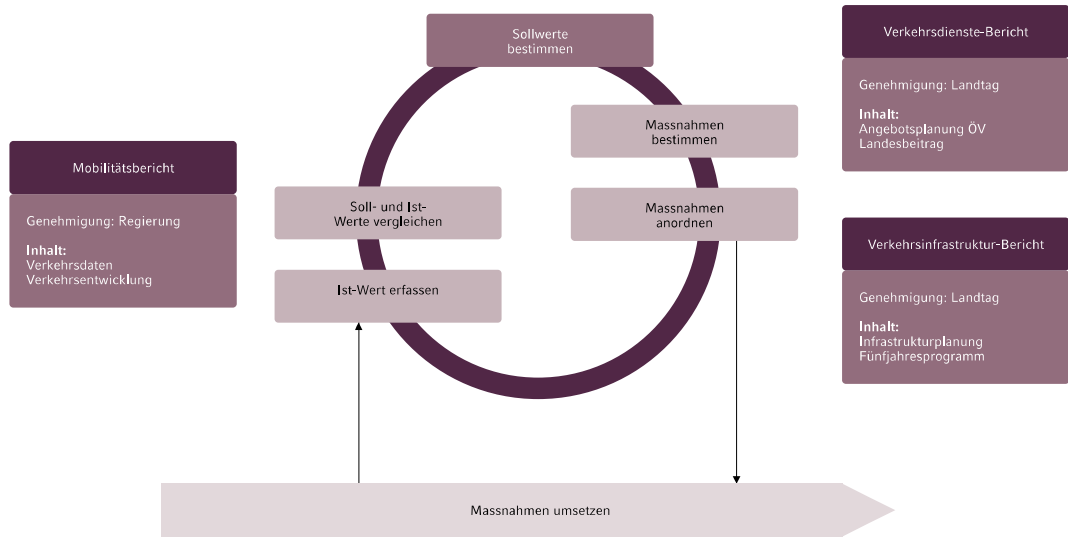 Sollwerte
bestimmen
Massnahmen
bestimmen
Massnahmen
anordnen
Soll- und Ist-
Werte vergleichen
Ist-Wert erfassen
Mobilitätsbericht
Genehmigung: Regierung
Inhalt:
Verkehrsdaten
Verkehrsentwicklung
Verkehrsdienste-Bericht
Genehmigung: Landtag
Inhalt:
Angebotsplanung ÖV
Landesbeitrag
Verkehrsinfrastruktur-Bericht
Genehmigung: Landtag
Inhalt:
Infrastrukturplanung
Fünfjahresprogramm
Massnahmen umsetzen